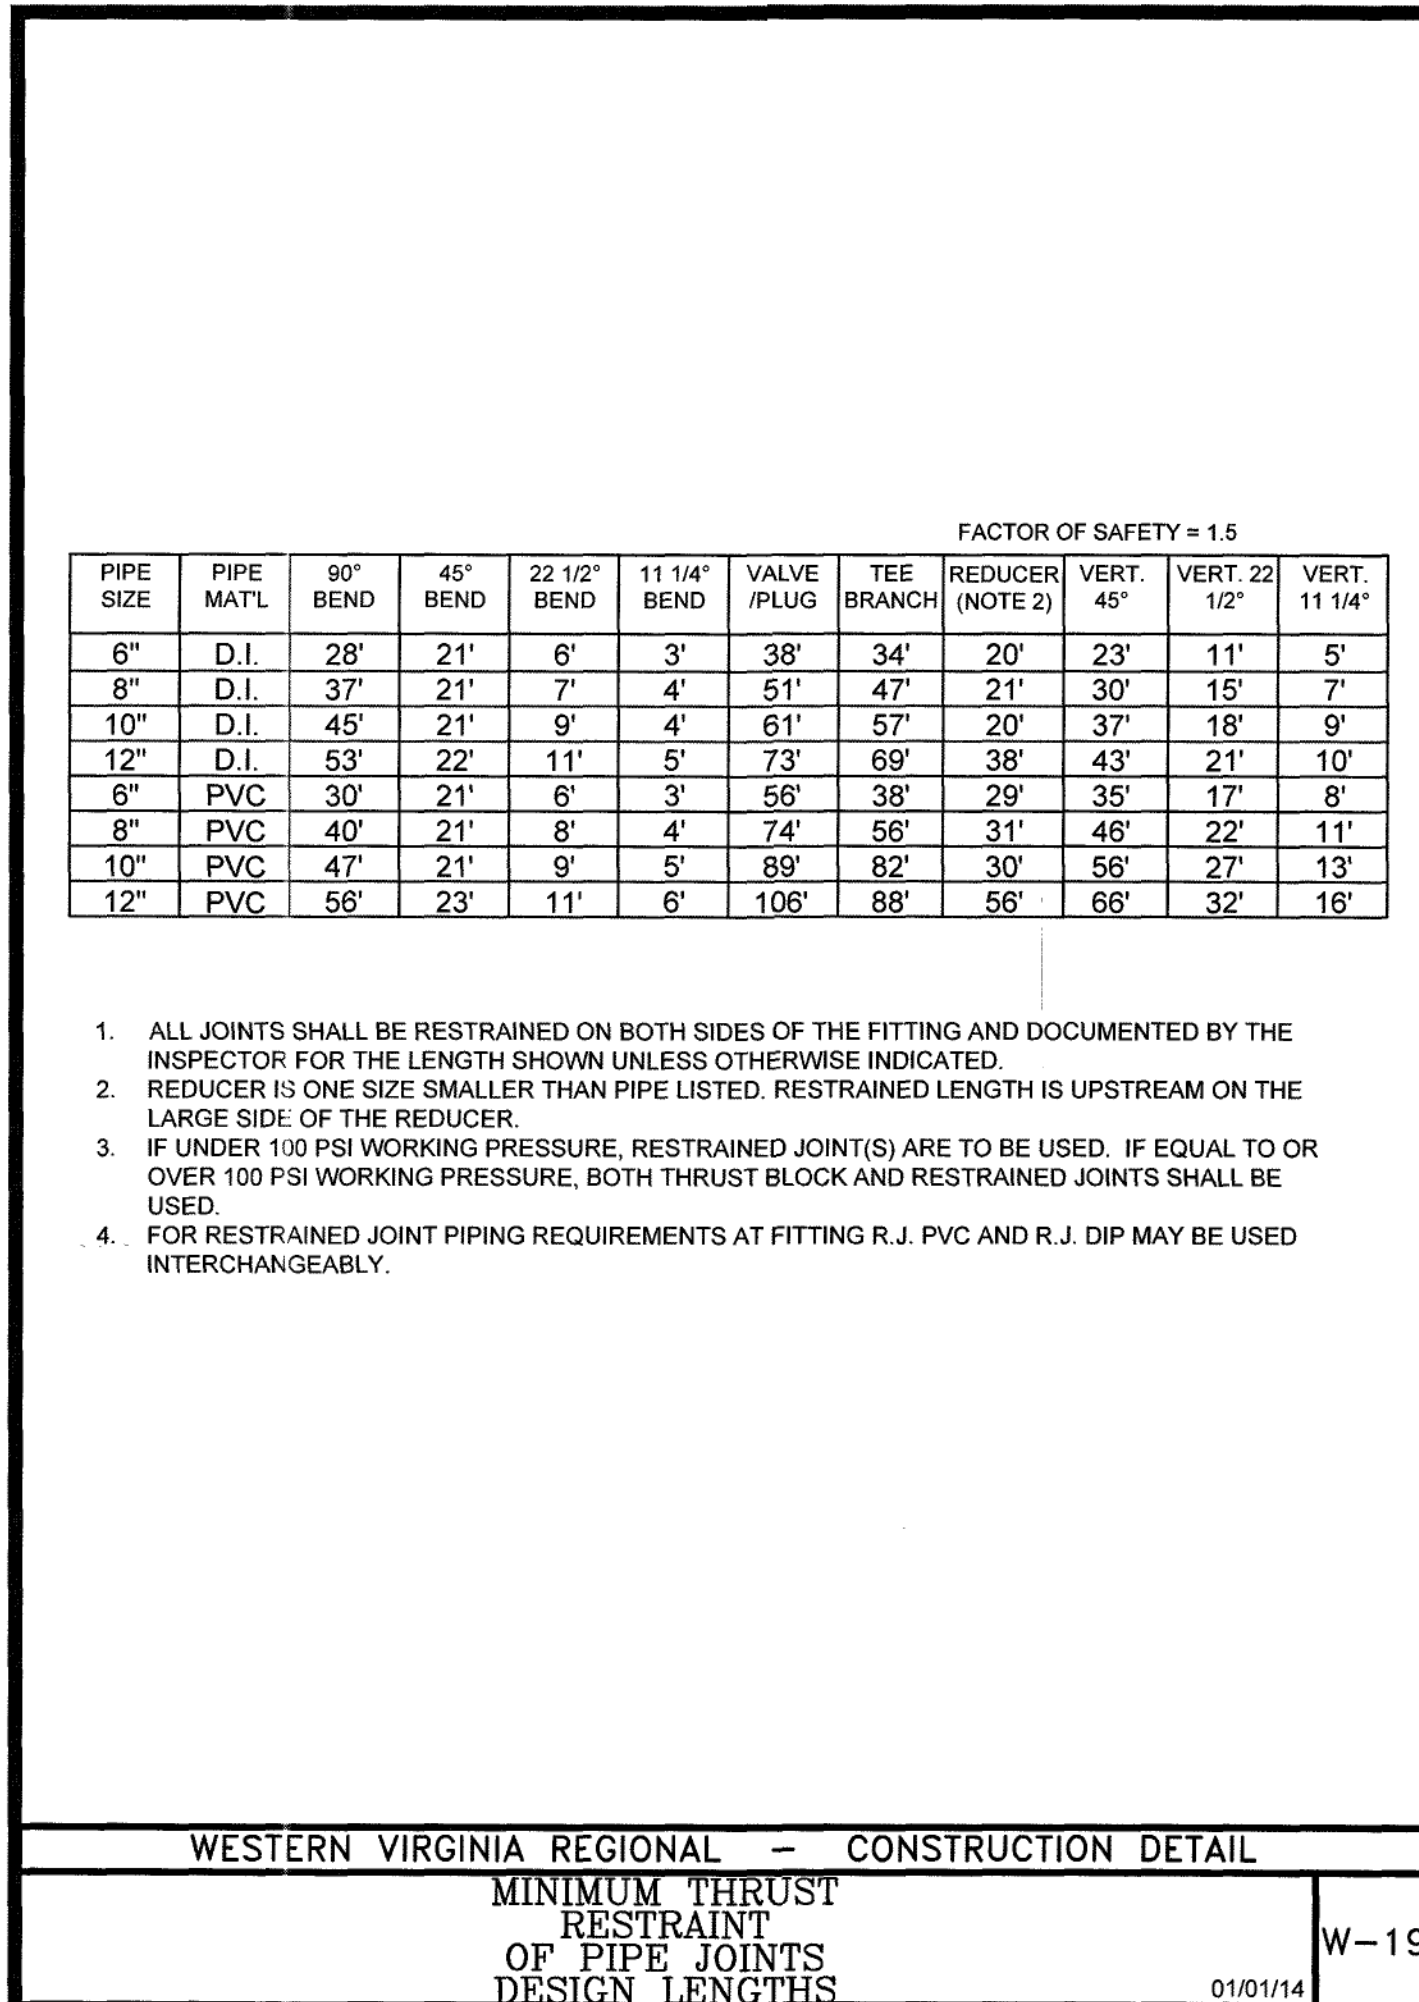 FACTOR OF SAFETY = 1.5
PIPE SIZE PIPE MAT'L 90° BEND 45° BEND 22 1/2° BEND 11 1/4° BEND VALVE /PLUG TEE BRANCH REDUCER (NOTE 2) VERT. 45° VERT. 22 1/2° VERT. 11 1/4°
6" D.I. 28' 21' 6' 3' 38' 34' 20' 23' 11' 5'
8" D.I. 37' 21' 7' 4' 51' 47' 21' 30' 15' 7'
10" D.I. 45' 21' 9' 4' 61' 57' 20' 37' 18' 9'
12" D.I. 53' 22' 11' 5' 73' 69' 38' 43' 21' 10'
6" PVC 30' 21' 6' 3' 56' 38' 29' 35' 17' 8'
8" PVC 40' 21' 8' 4' 74' 56' 31' 46' 22' 11'
10" PVC 47' 21' 9' 5' 89' 82' 30' 56' 27' 13'
12" PVC 56' 23' 11' 6' 106' 88' 56' 66' 32' 16'
1. ALL JOINTS SHALL BE RESTRAINED ON BOTH SIDES OF THE FITTING AND DOCUMENTED BY THE
INSPECTOR FOR THE LENGTH SHOWN UNLESS OTHERWISE INDICATED.
2. REDUCER IS ONE SIZE SMALLER THAN PIPE LISTED. RESTRAINED LENGTH IS UPSTREAM ON THE
LARGE SIDE OF THE REDUCER.
3. IF UNDER 100 PSI WORKING PRESSURE, RESTRAINED JOINT(S) ARE TO BE USED. IF EQUAL TO OR
OVER 100 PSI WORKING PRESSURE, BOTH THRUST BLOCK AND RESTRAINED JOINTS SHALL BE
USED.
4. FOR RESTRAINED JOINT PIPING REQUIREMENTS AT FITTING R.J. PVC AND R.J. DIP MAY BE USED
INTERCHANGEABLY.
WESTERN VIRGINIA REGIONAL – CONSTRUCTION DETAIL
MINIMUM THRUST
RESTRAINT
OF PIPE JOINTS
DESIGN LENGTHS
W-19
01/01/14